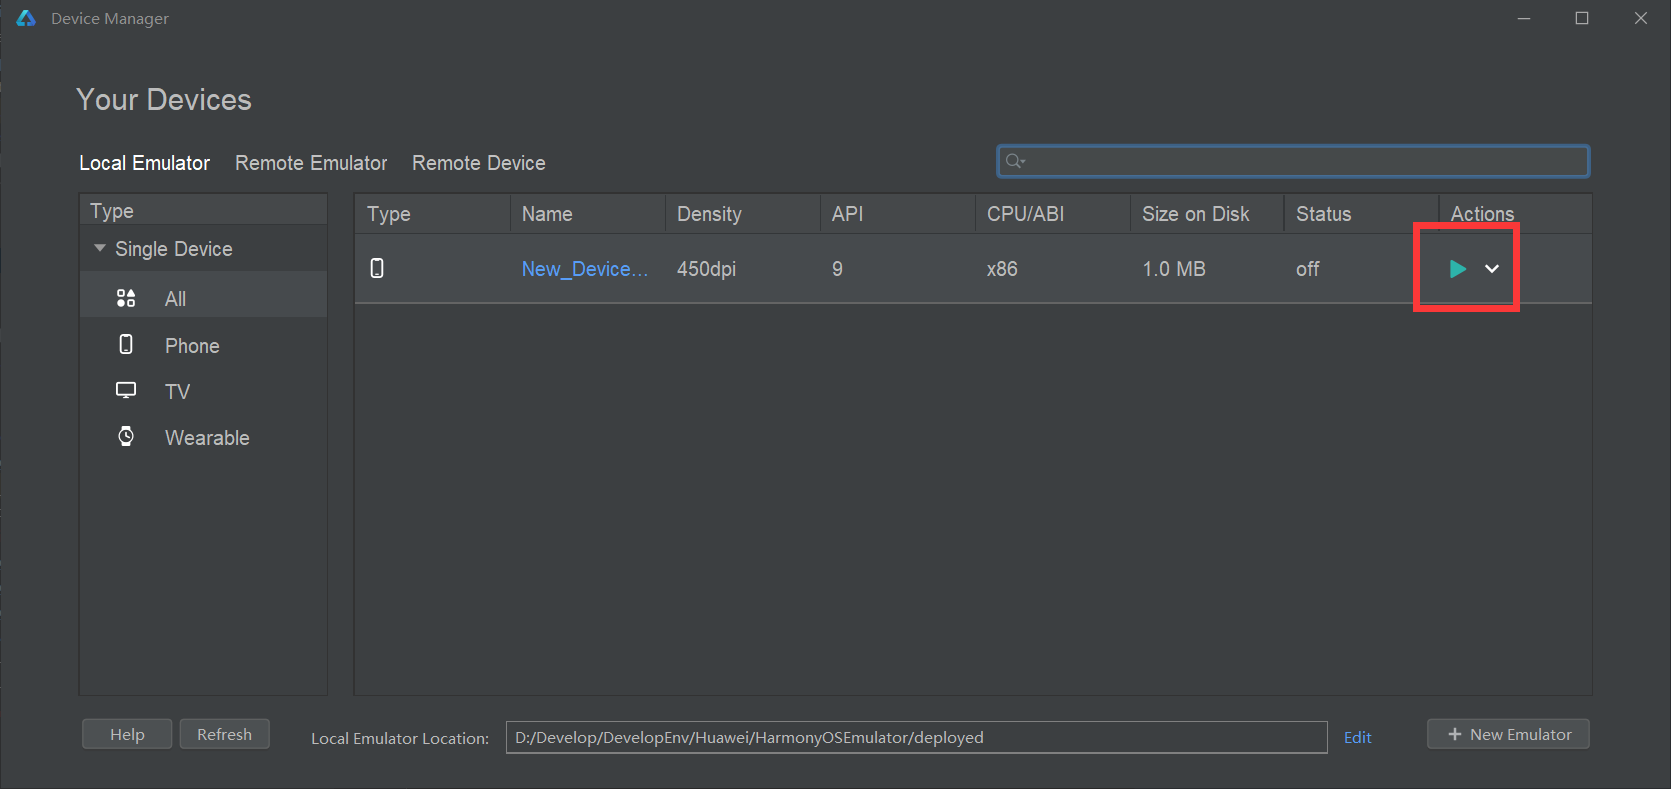 Device Manager
Your Devices
Local Emulator Remote Emulator Remote Device
Type
Single Device
All
Phone
TV
Wearable
Type Name Density API CPU/ABI Size on Disk Status Actions
New_Device... 450dpi 9 x86 1.0 MB off
Help Refresh Local Emulator Location: D:/Develop/DevelopEnv/Huawei/HarmonyOSEmulator/deployed Edit + New Emulator